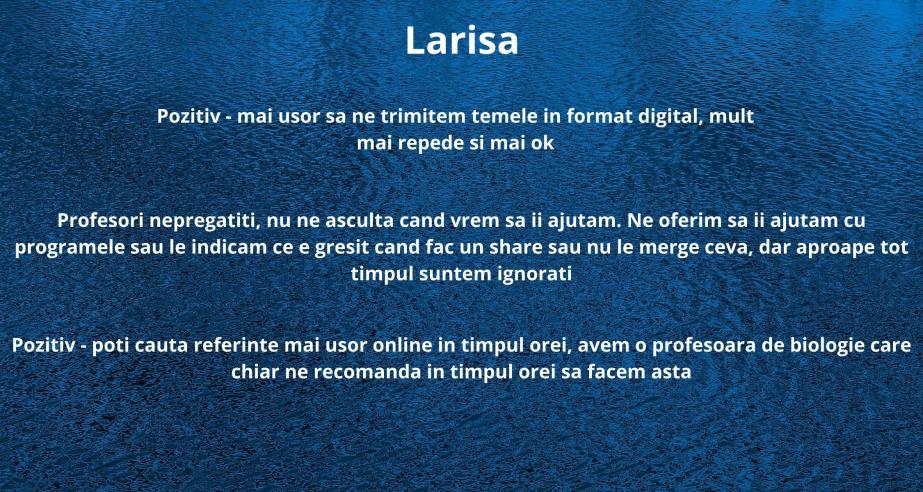 Larisa
Pozitiv - mai usor sa ne trimitem temele in format digital, mult
mai repede si mai ok
Profesori nepregatiti, nu ne asculta cand vrem sa ii ajutam. Ne oferim sa ii ajutam cu
programele sau le indicam ce e gresit cand fac un share sau nu le merge ceva, dar aproape tot
timpul suntem ignorati
Pozitiv - poti cauta referinte mai usor online in timpul orei, avem o profesoara de biologie care
chiar ne recomanda in timpul orei sa facem asta